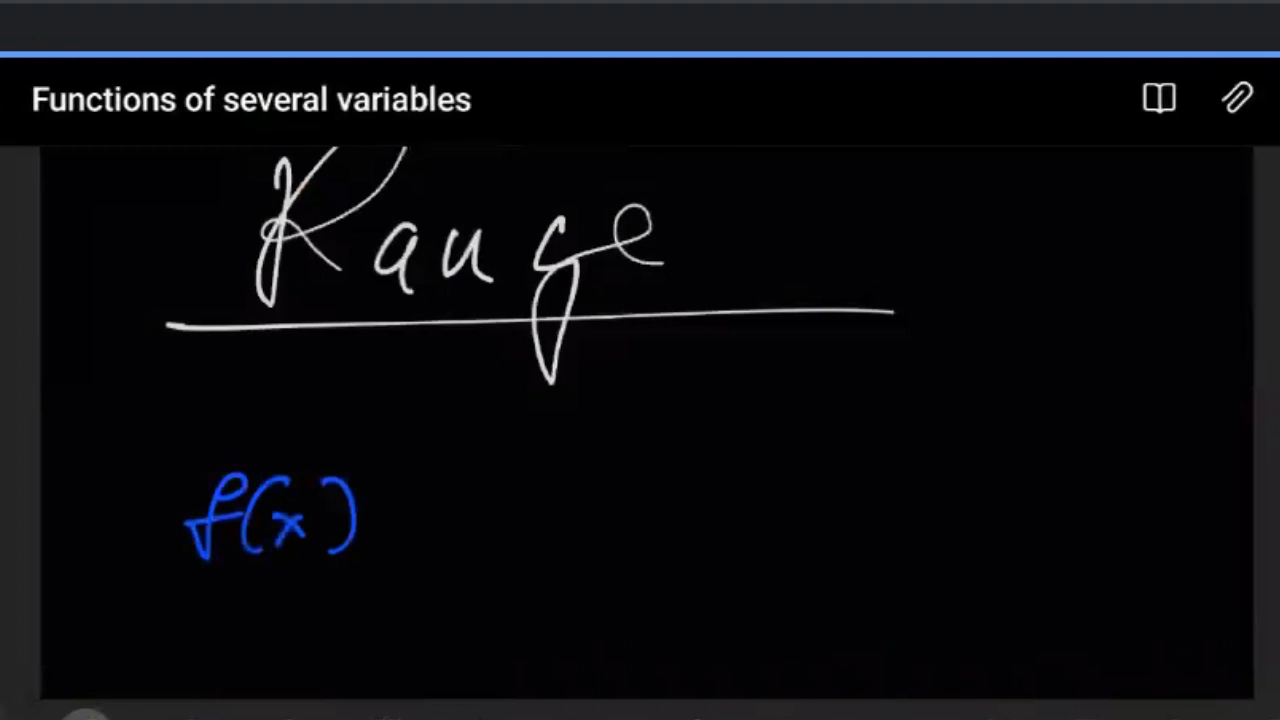 Functions of several variables
Range
f(x)